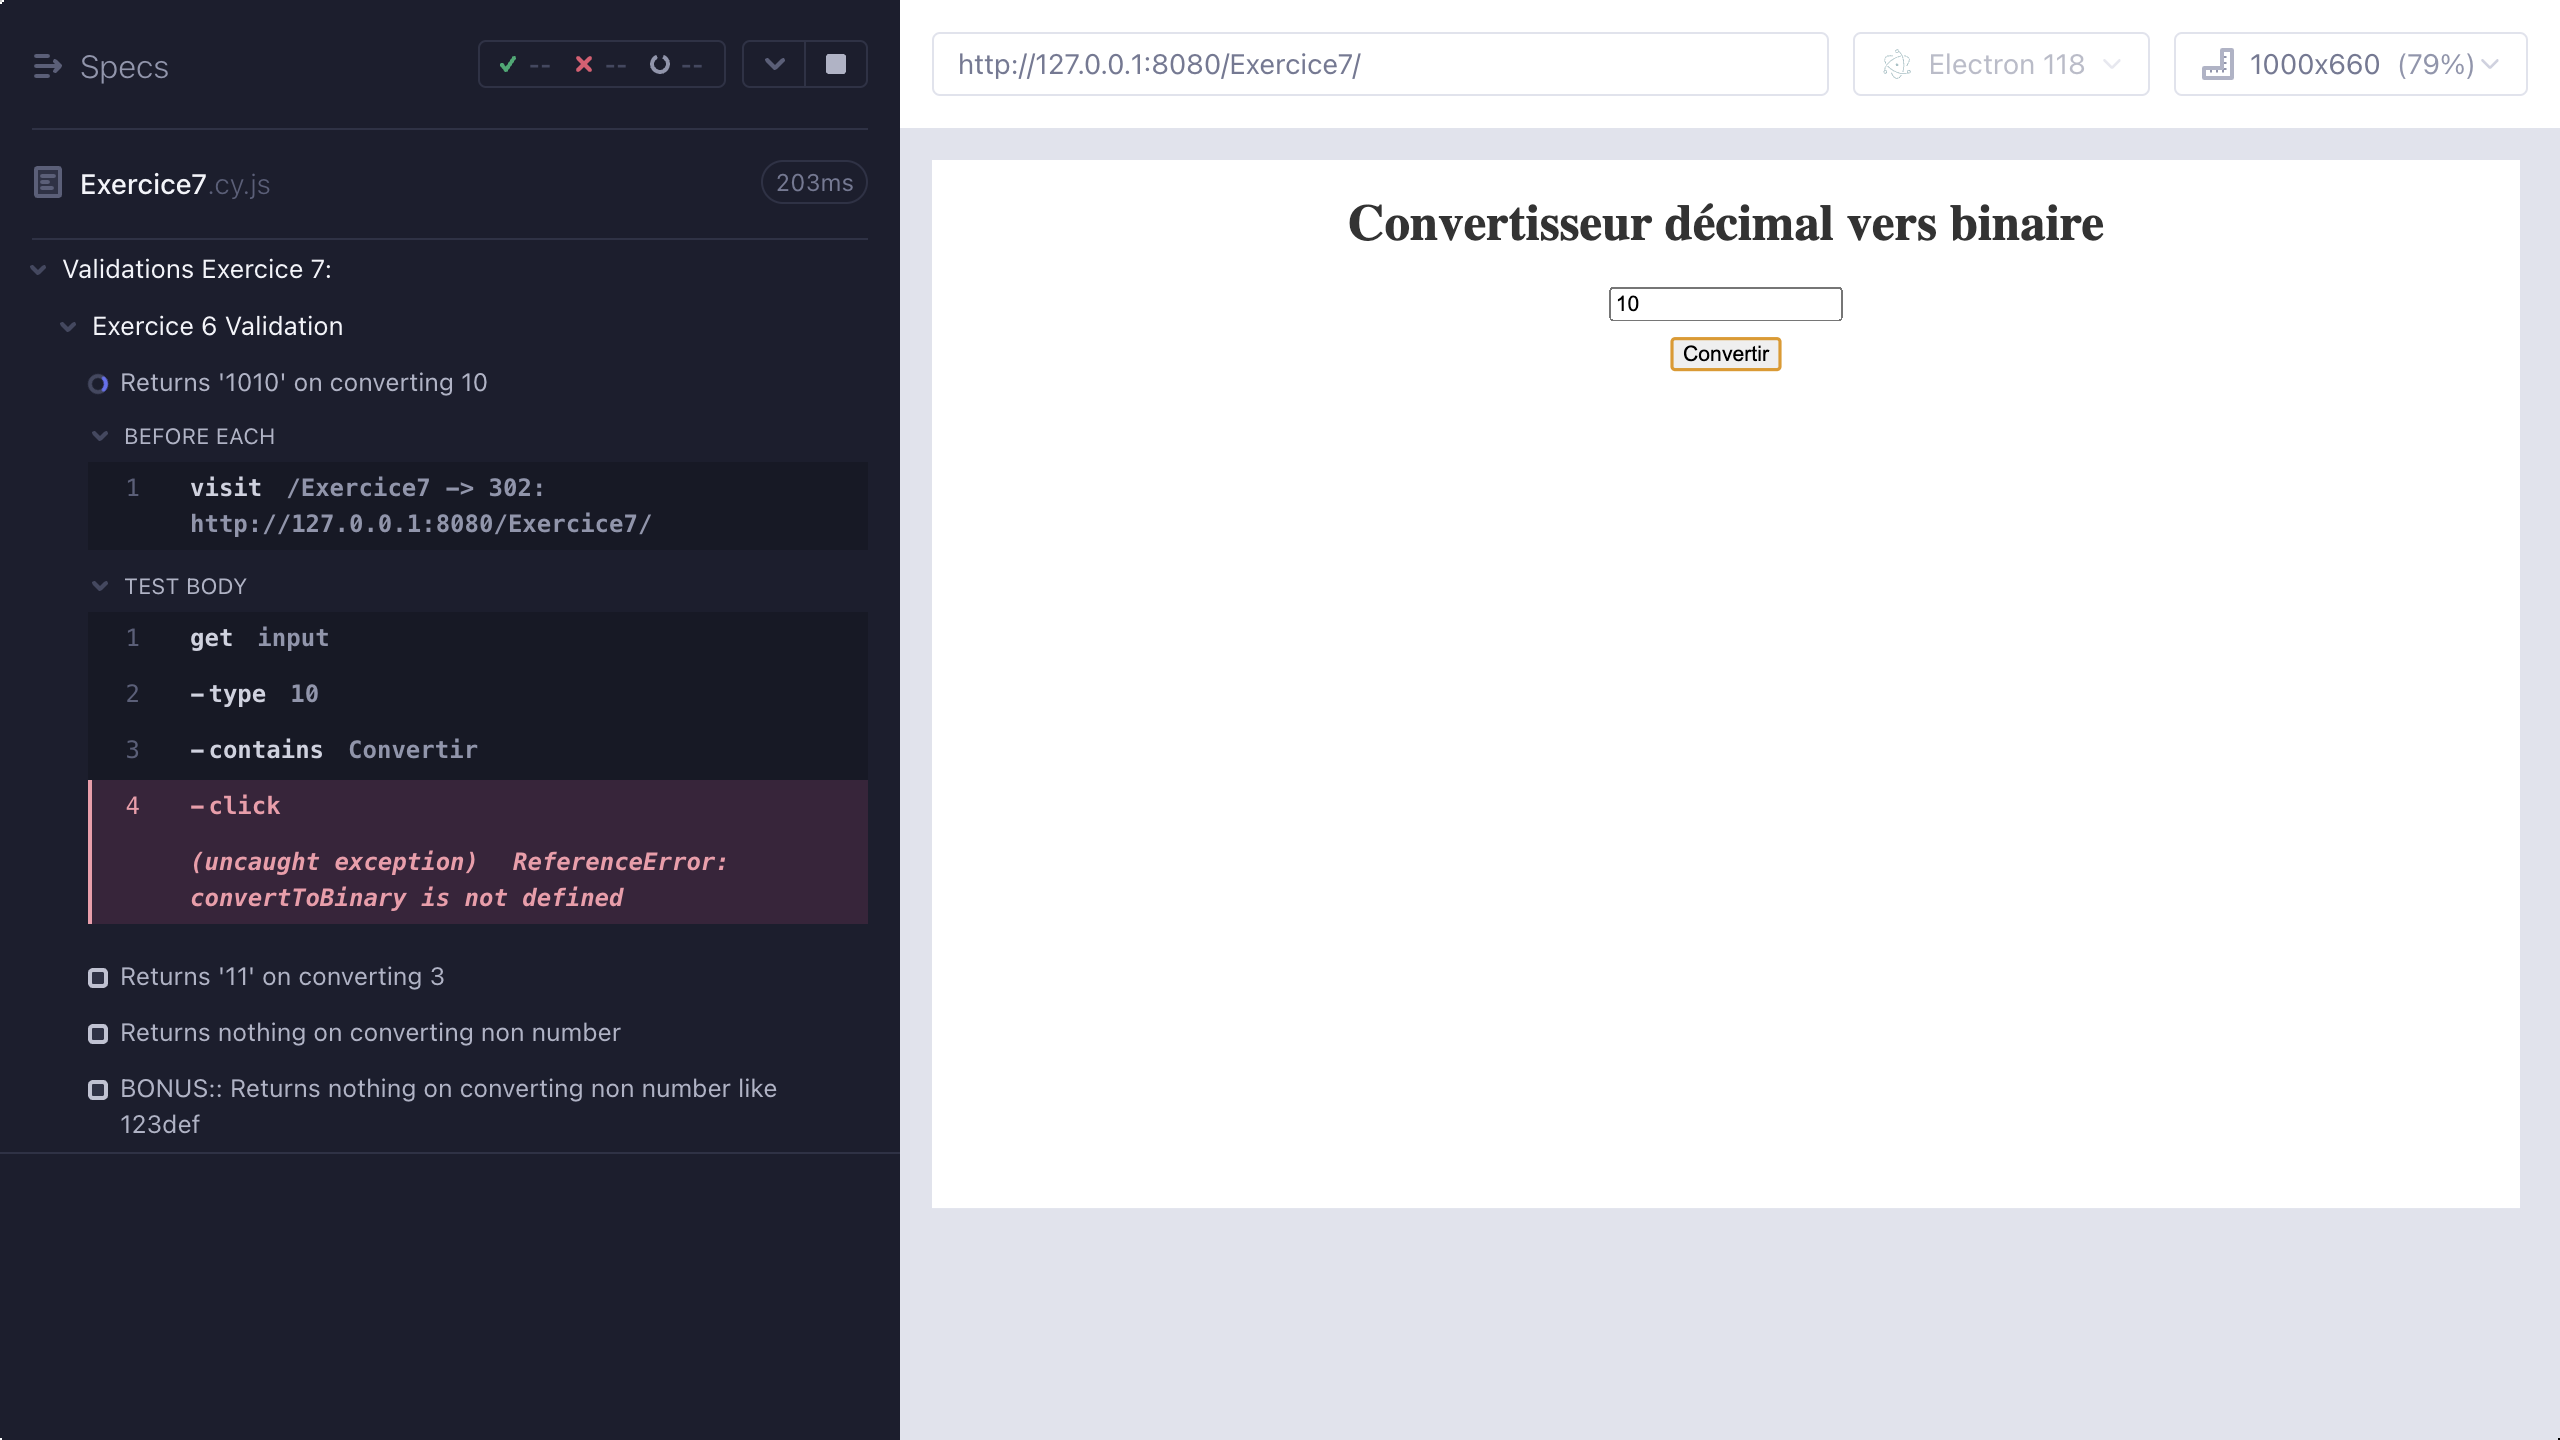 Specs
-- -- --
Exercice7.cy.js 203ms
Validations Exercice 7:
Exercice 6 Validation
Returns '1010' on converting 10
BEFORE EACH
1 visit /Exercice7 -> 302:
http://127.0.0.1:8080/Exercice7/
TEST BODY
1 get input
2 -type 10
3 -contains Convertir
4 -click
(uncaught exception) ReferenceError:
convertToBinary is not defined
Returns '11' on converting 3
Returns nothing on converting non number
BONUS:: Returns nothing on converting non number like
123def
http://127.0.0.1:8080/Exercice7/
Electron 118
1000x660 (79%)
Convertisseur décimal vers binaire
10
Convertir